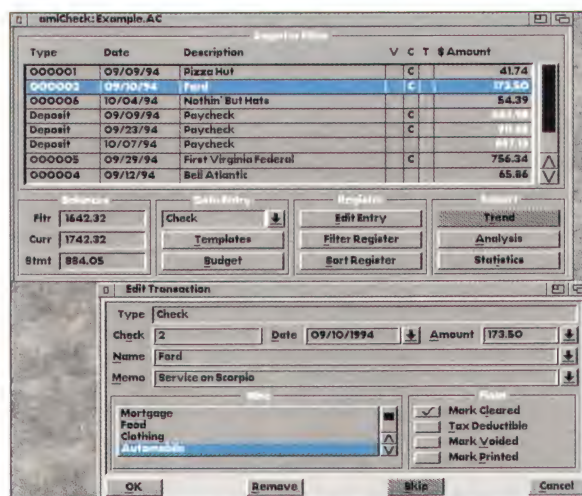 amiCheck: Example.AC
Register Filter
Type Date Description V C T $ Amount
000001 09/09/94 Pizza Hut C 41.74
09/10/94 Ford C 173.50
000006 10/04/94 Nothin' But Hats 54.39
Deposit 09/09/94 Paycheck C
Deposit 09/23/94 Paycheck C
Deposit 10/07/94 Paycheck
000005 09/29/94 First Virginia Federal C 756.34
000004 09/12/94 Bell Atlantic 65.86
Balances Data Entry Register
Fltr 1642.32 Check Edit Entry Trend
Curr 1742.32 Templates Filter Register Analysis
Stmt 884.05 Budget Sort Register Statistics
Edit Transaction
Type Check
Check 2 Date 09/10/1994 Amount 173.50
Name Ford
Memo Service on Scorpio
Mortgage
Food
Clothing
Automobile
Mark Cleared
Tax Deductible
Mark Voided
Mark Printed
OK Remove Skip Cancel